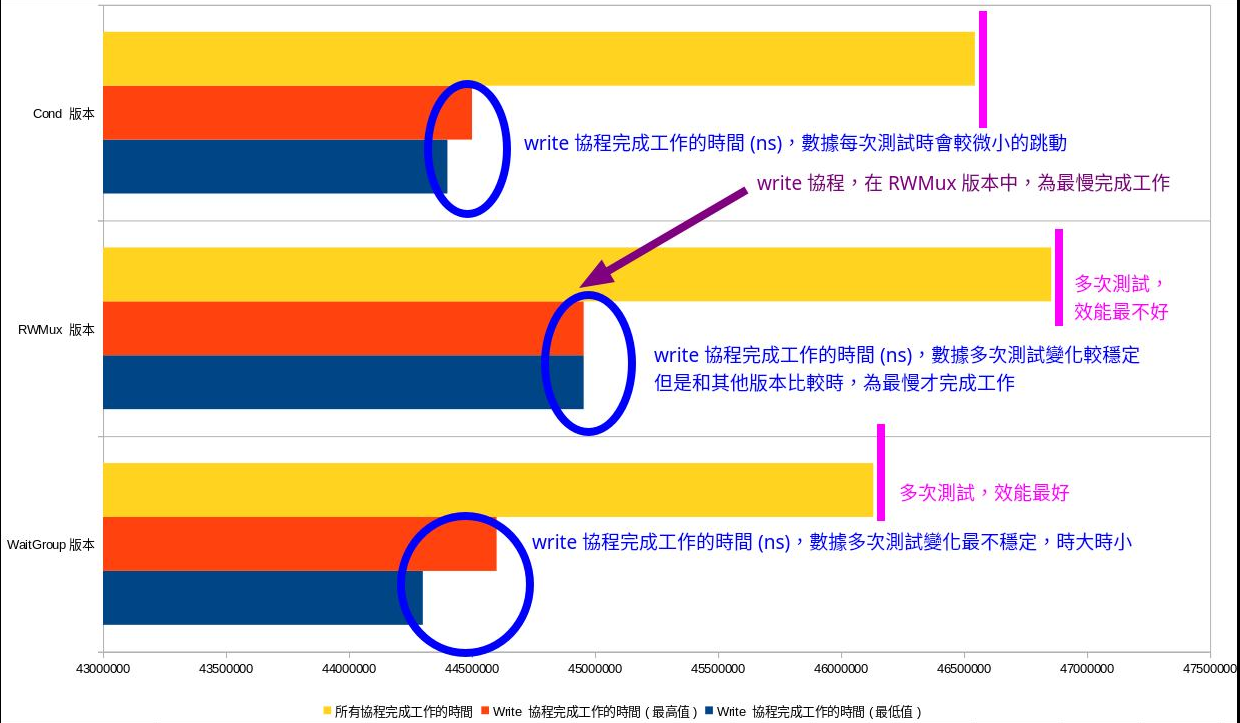 Cond 版本
write 協程完成工作的時間 (ns)，數據每次測試時會較微小的跳動
write 協程，在 RWMux 版本中，為最慢完成工作
多次測試，
效能最不好
RWMux 版本
write 協程完成工作的時間 (ns)，數據多次測試變化較穩定
但是和其他版本比較時，為最慢才完成工作
多次測試，效能最好
WaitGroup 版本
write 協程完成工作的時間 (ns)，數據多次測試變化最不穩定，時大時小
43000000 43500000 44000000 44500000 45000000 45500000 46000000 46500000 47000000 47500000
所有協程完成工作的時間 Write 協程完成工作的時間 ( 最高值 ) Write 協程完成工作的時間 ( 最低值 )